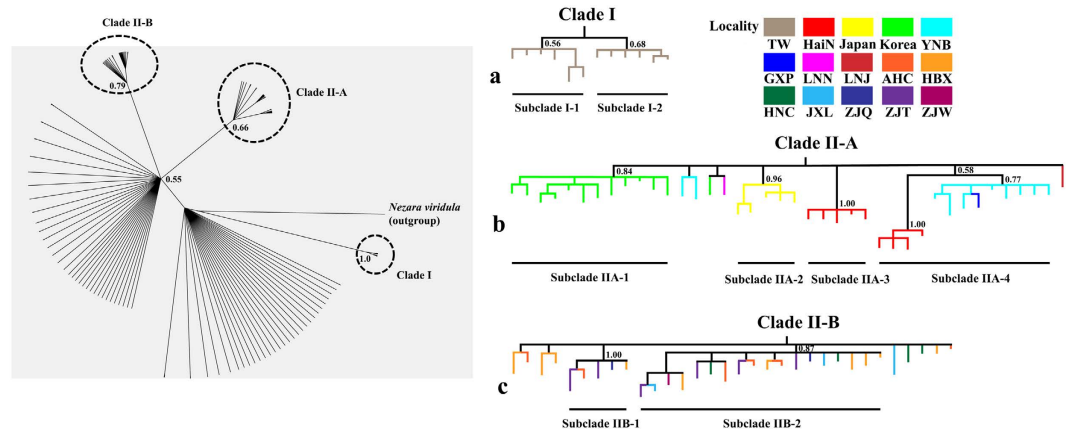 Clade II-B
0.79
Clade II-A
0.66
0.55
Nezara viridula
(outgroup)
1.0
Clade I
Clade I
0.56
0.68
a
Subclade I-1 Subclade I-2
Locality
TW HaiN Japan Korea YNB
GXP LNN LNJ AHC HBX
HNC JXL ZJQ ZJT ZJW
Clade II-A
0.84
0.96
1.00
0.58
0.77
1.00
b
Subclade IIA-1 Subclade IIA-2 Subclade IIA-3 Subclade IIA-4
Clade II-B
1.00
0.87
c
Subclade IIB-1 Subclade IIB-2